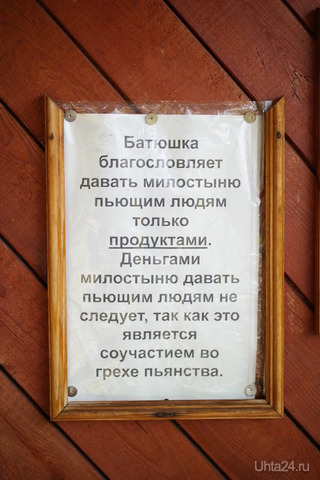 Батюшка
благословляет
давать милостыню
пьющим людям
только
продуктами.
Деньгами
милостыню давать
пьющим людям не
следует, так как это
является
соучастием во
грехе пьянства.
Uhta24.ru